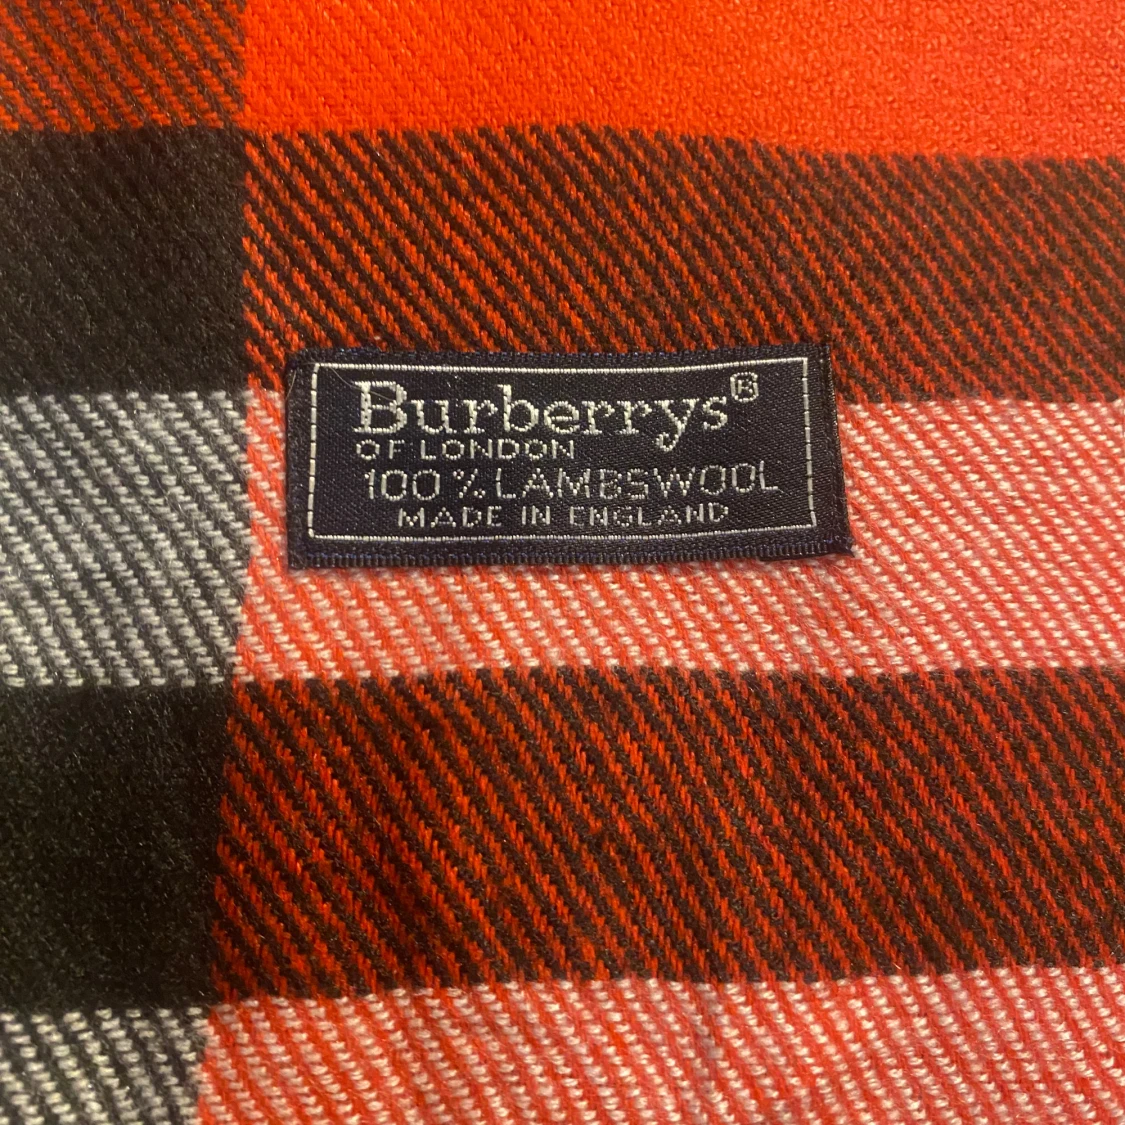 Burberrys®
OF LONDON
100% LAMBSWOOL
MADE IN ENGLAND